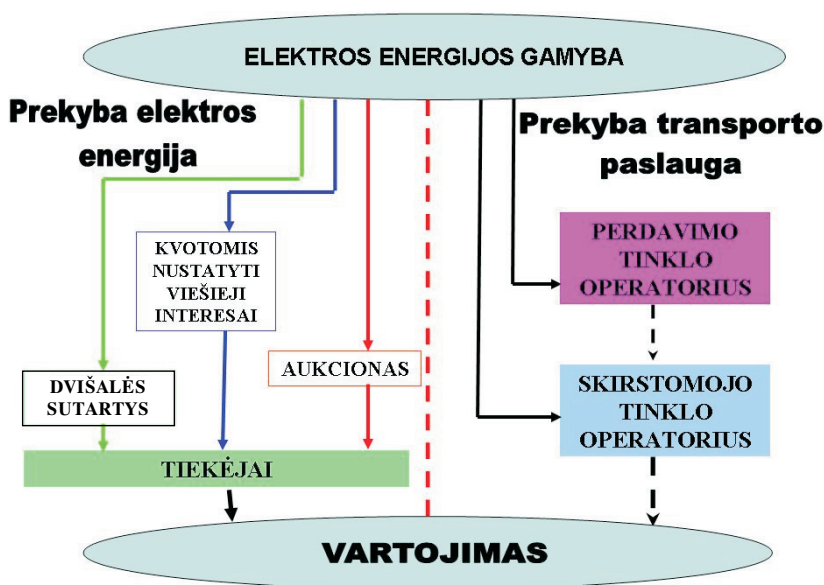 ELEKTROS ENERGIJOS GAMYBA
Prekyba elektros
energija
Prekyba transporto
paslauga
KVOTOMIS
NUSTATYTI
VIEŠIEJI
INTERESAI
PERDAVIMO
TINKLO
OPERATORIUS
AUKCIONAS
DVIŠALĖS
SUTARTYS
SKIRSTOMOJO
TINKLO
OPERATORIUS
TIEKĖJAI
VARTOJIMAS